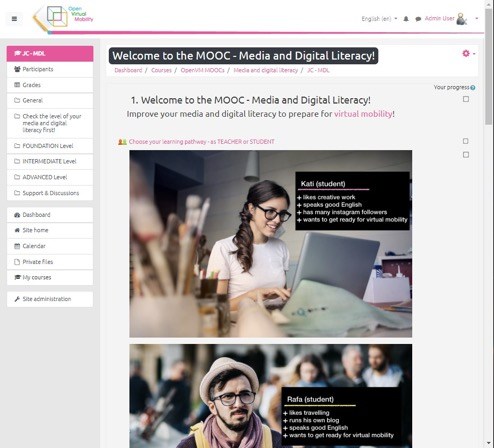 Open
Virtual
Mobility
English (en)
Admin User
JC - MDL
Participants
Grades
General
Check the level of your
media and digital
literacy first!
FOUNDATION Level
INTERMEDIATE Level
ADVANCED Level
Support & Discussions
Dashboard
Site home
Calendar
Private files
My courses
Site administration
Welcome to the MOOC - Media and Digital Literacy!
Dashboard / Courses / OpenVM MOOCs / Media and digital literacy / JC - MDL
Your progress
1. Welcome to the MOOC - Media and Digital Literacy!
Improve your media and digital literacy to prepare for virtual mobility!
Choose your learning pathway - as TEACHER or STUDENT
Kati (student)
+ likes creative work
+ speaks good English
+ has many instagram followers
+ wants to get ready for virtual mobility
Rafa (student)
+ likes travelling
+ runs his own blog
+ speaks good English
+ wants to get ready for virtual mobility